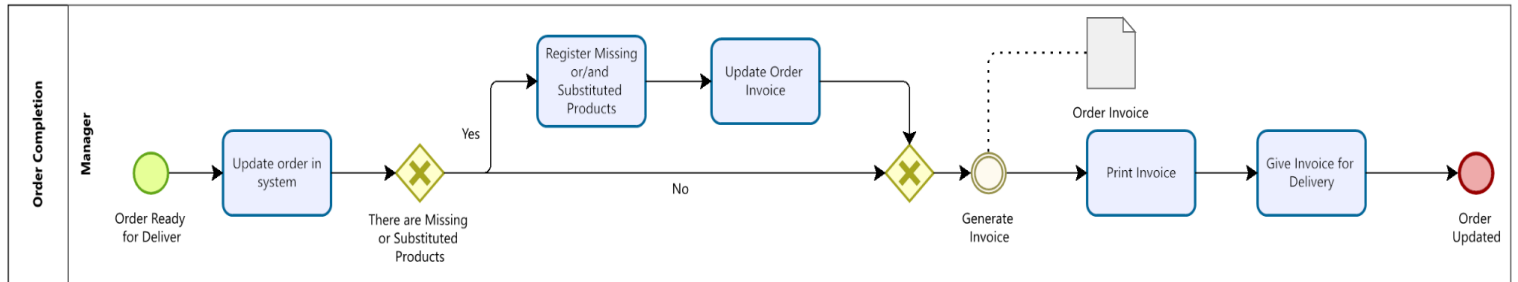 Order Completion
Manager
Order Ready
for Deliver
Update order in
system
There are Missing
or Substituted
Products
Yes
No
Register Missing
or/and
Substituted
Products
Update Order
Invoice
Generate
Invoice
Order Invoice
Print Invoice
Give Invoice for
Delivery
Order
Updated